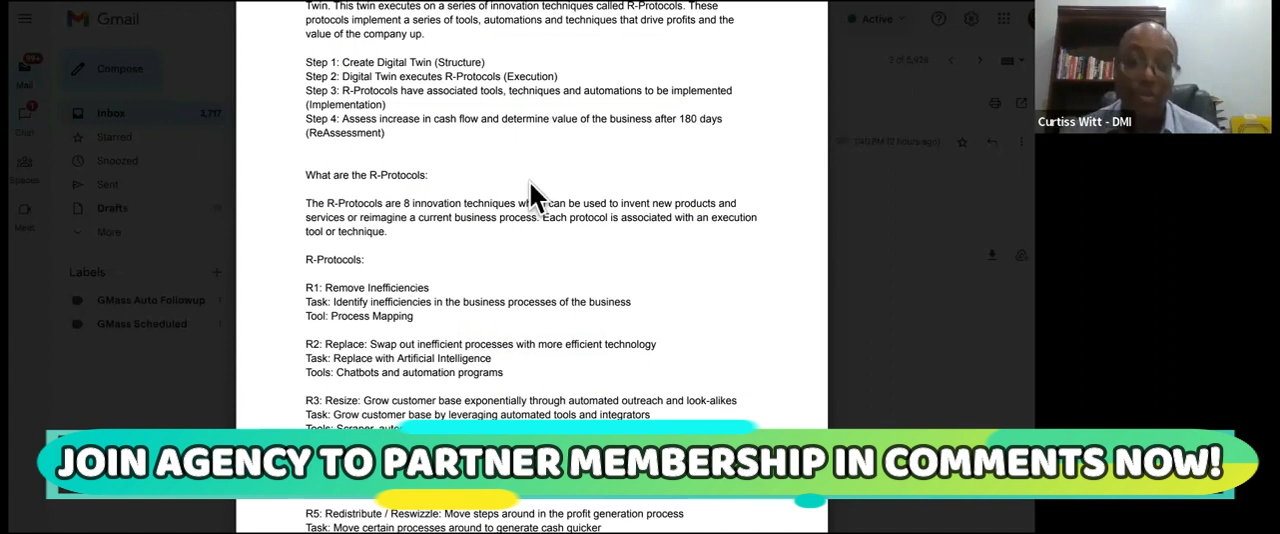 Gmail
Compose
99+
Mail
Inbox 3,717
Starred
Snoozed
Sent
Drafts
More
Labels
GMass Auto Followup
GMass Scheduled
Active
Twin. This twin executes on a series of innovation techniques called R-Protocols. These
protocols implement a series of tools, automations and techniques that drive profits and the
value of the company up.
Step 1: Create Digital Twin (Structure)
Step 2: Digital Twin executes R-Protocols (Execution)
Step 3: R-Protocols have associated tools, techniques and automations to be implemented
(Implementation)
Step 4: Assess increase in cash flow and determine value of the business after 180 days
(ReAssessment)
What are the R-Protocols:
The R-Protocols are 8 innovation techniques can be used to invent new products and
services or reimagine a current business process. Each protocol is associated with an execution
tool or technique.
R-Protocols:
R1: Remove Inefficiencies
Task: Identify inefficiencies in the business processes of the business
Tool: Process Mapping
R2: Replace: Swap out inefficient processes with more efficient technology
Task: Replace with Artificial Intelligence
Tools: Chatbots and automation programs
R3: Resize: Grow customer base exponentially through automated outreach and look-alikes
Task: Grow customer base by leveraging automated tools and integrators
JOIN AGENCY TO PARTNER MEMBERSHIP IN COMMENTS NOW!
R5: Redistribute / Reswizzle: Move steps around in the profit generation process
Task: Move certain processes around to generate cash quicker
Curtiss Witt - DMI